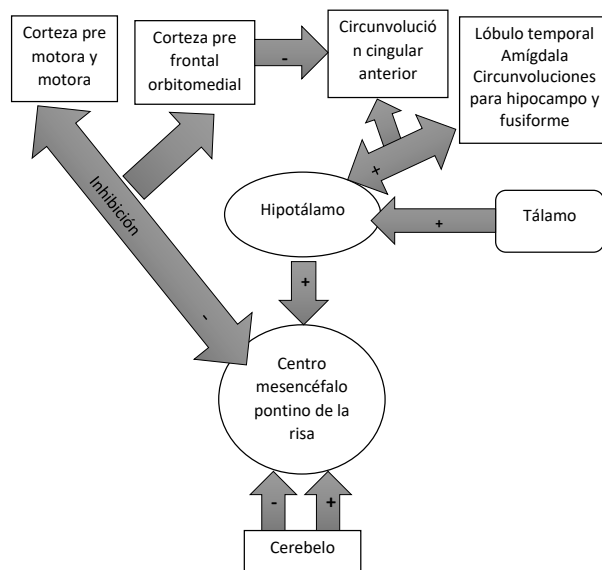 Corteza pre
motora y
motora
Corteza pre
frontal
orbitomedial
-
Circunvolució
n cingular
anterior
Lóbulo temporal
Amígdala
Circunvoluciones
para hipocampo y
fusiforme
Inhibición
-
+
Hipotálamo
+
Tálamo
+
Centro
mesencéfalo
pontino de la
risa
-
+
Cerebelo